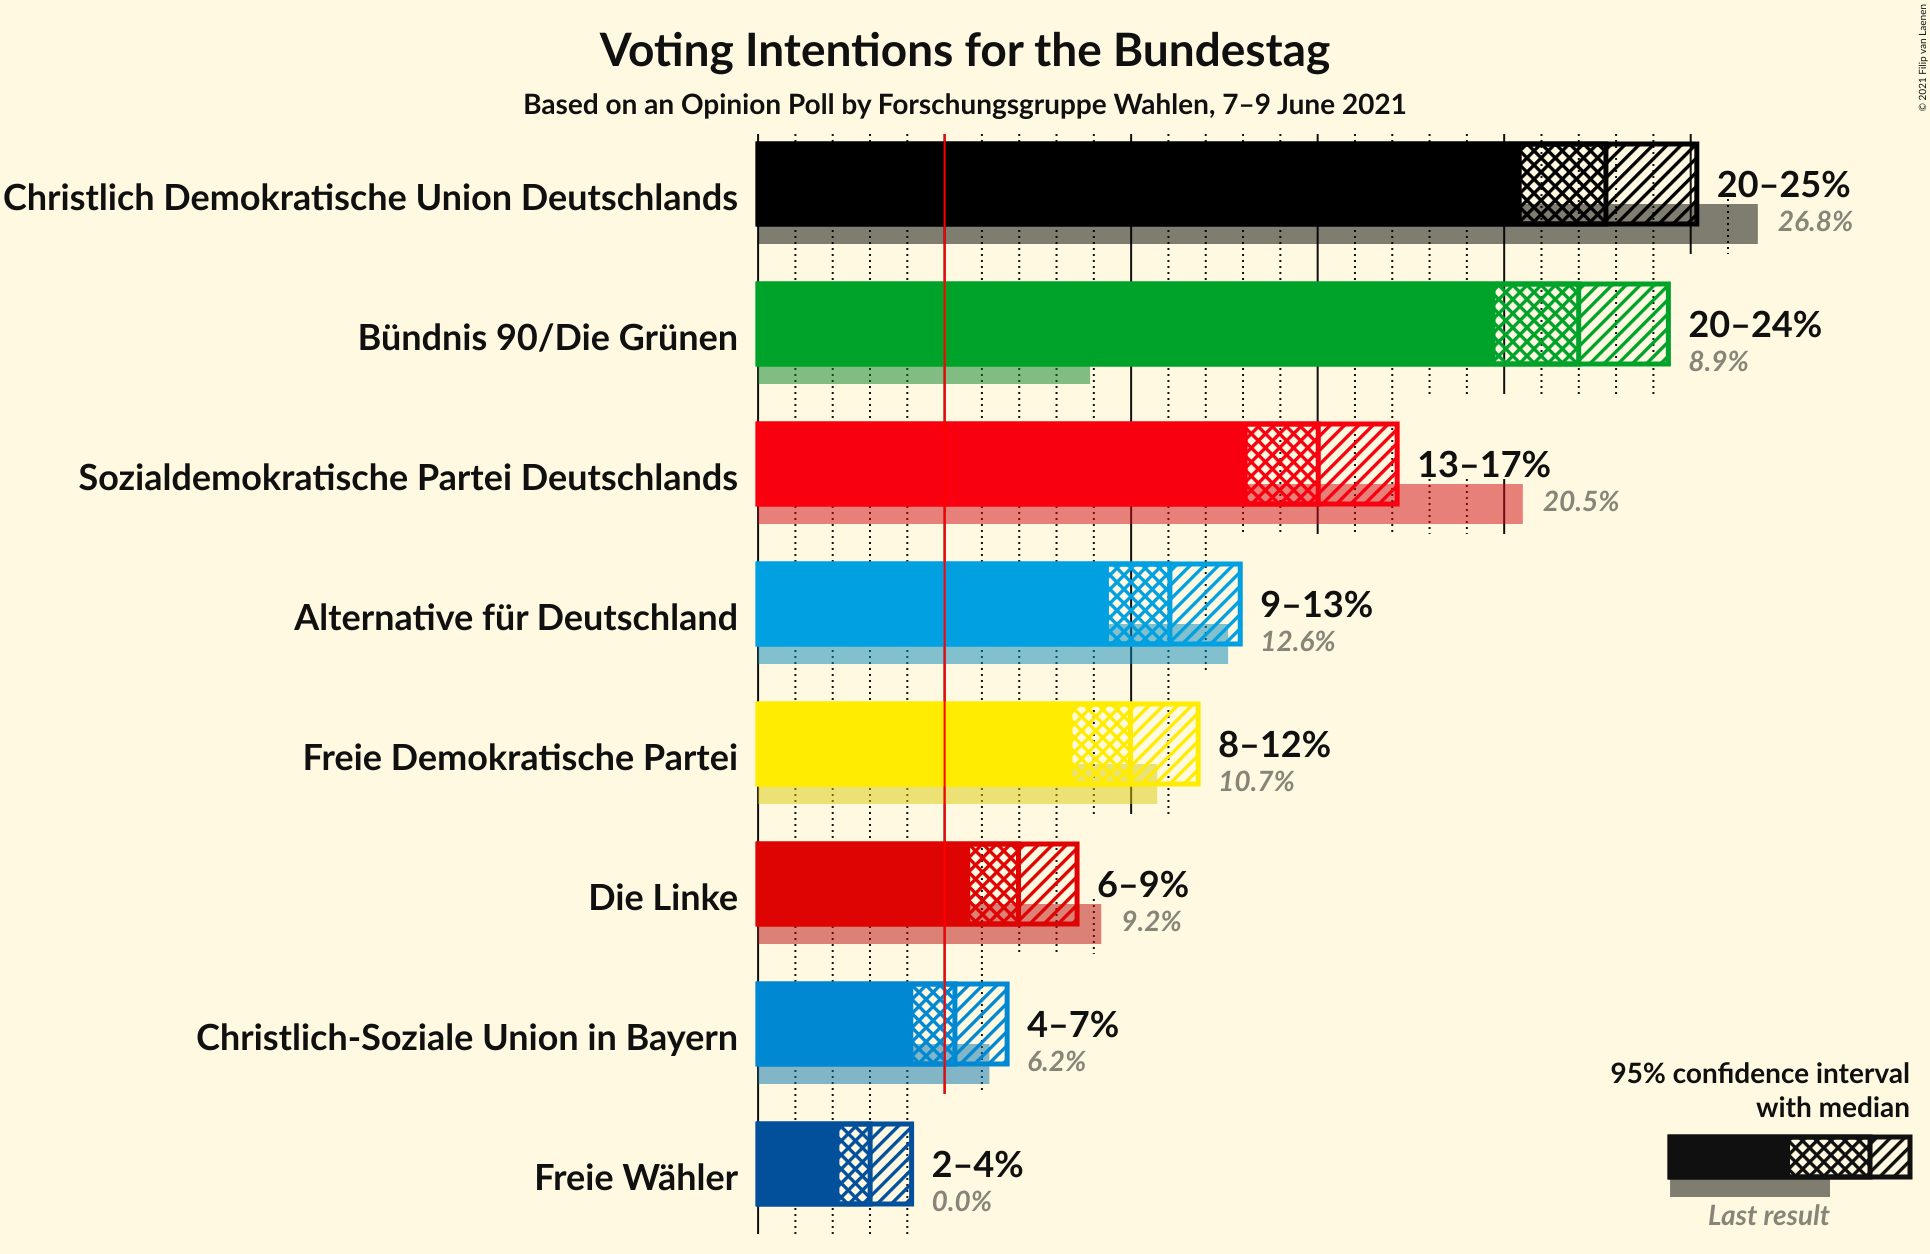 Voting Intentions for the Bundestag
Based on an Opinion Poll by Forschungsgruppe Wahlen, 7–9 June 2021
© 2021 Filip van Laenen
Christlich Demokratische Union Deutschlands
20–25%
26.8%
Bündnis 90/Die Grünen
20–24%
8.9%
Sozialdemokratische Partei Deutschlands
13–17%
20.5%
Alternative für Deutschland
9–13%
12.6%
Freie Demokratische Partei
8–12%
10.7%
Die Linke
6–9%
9.2%
Christlich-Soziale Union in Bayern
4–7%
6.2%
Freie Wähler
2–4%
0.0%
95% confidence interval
with median
Last result